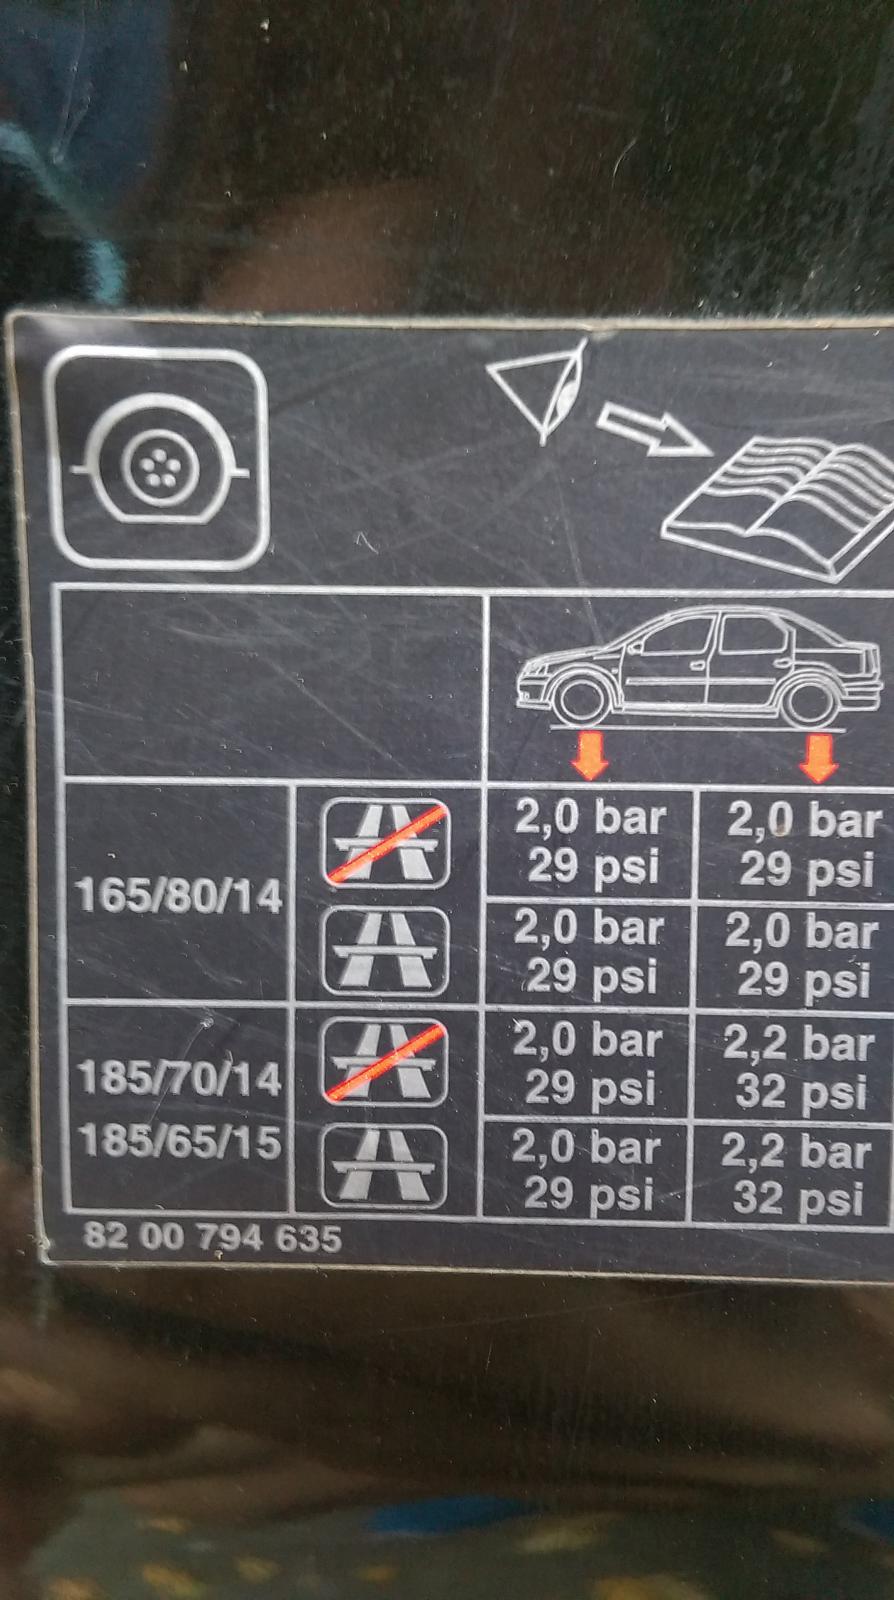 2,0 bar 2,0 bar
29 psi 29 psi
165/80/14
2,0 bar 2,0 bar
29 psi 29 psi
2,0 bar 2,2 bar
185/70/14 29 psi 32 psi
185/65/15 2,0 bar 2,2 bar
29 psi 32 psi
82 00 794 635